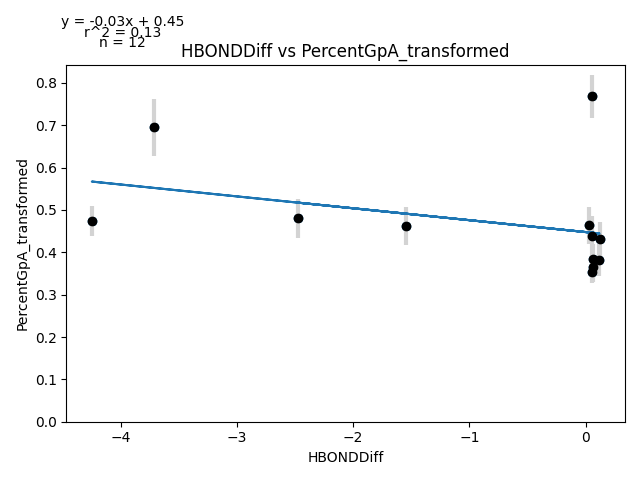 y = -0.03x + 0.45
r^2 = 0.13
n = 12
HBONDDiff vs PercentGpA_transformed
0.8
0.7
0.6
0.5
0.4
0.3
0.2
0.1
0.0
PercentGpA_transformed
−4
−3
−2
−1
0
HBONDDiff